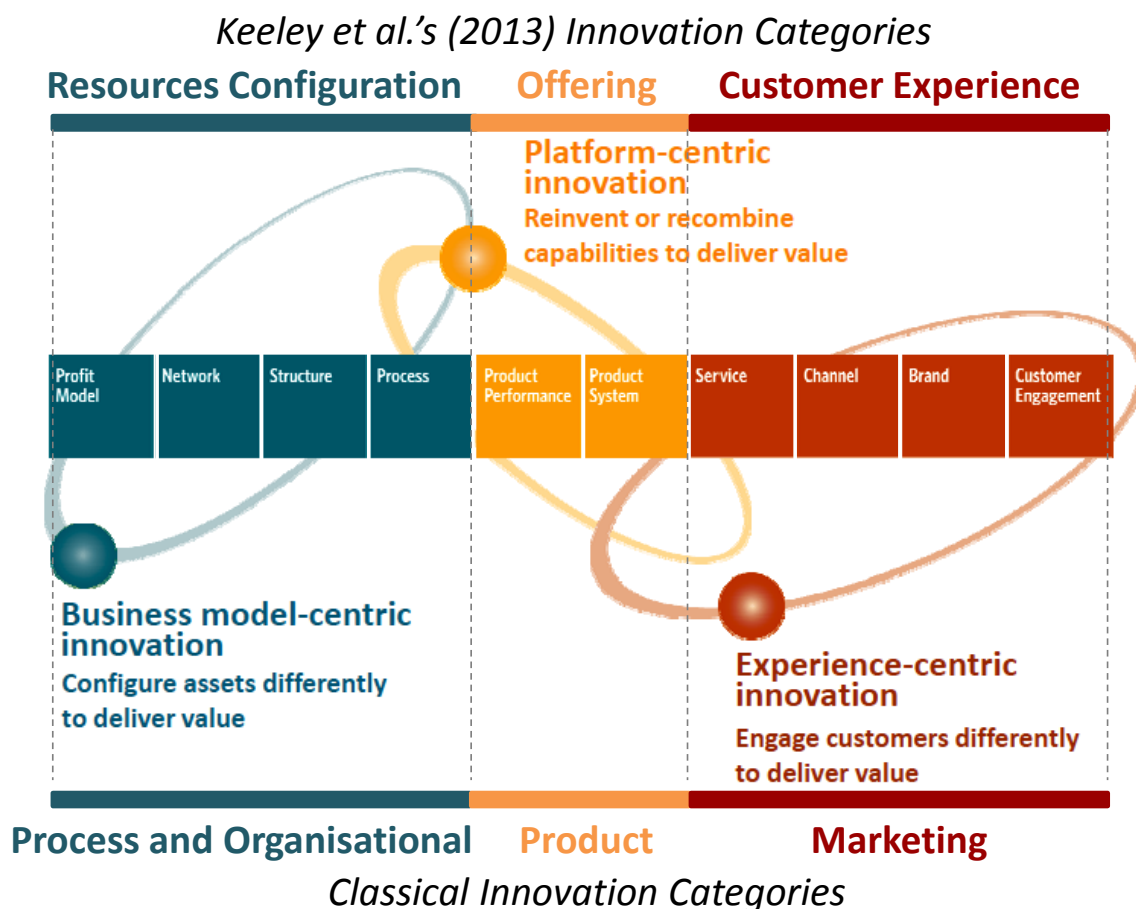 Keeley et al.'s (2013) Innovation Categories
Resources Configuration Offering Customer Experience
Platform-centric
innovation
Reinvent or recombine
capabilities to deliver value
Profit
Model
Network
Structure
Process
Product
Performance
Product
System
Service
Channel
Brand
Customer
Engagement
Business model-centric
innovation
Configure assets differently
to deliver value
Experience-centric
innovation
Engage customers differently
to deliver value
Process and Organisational Product Marketing
Classical Innovation Categories